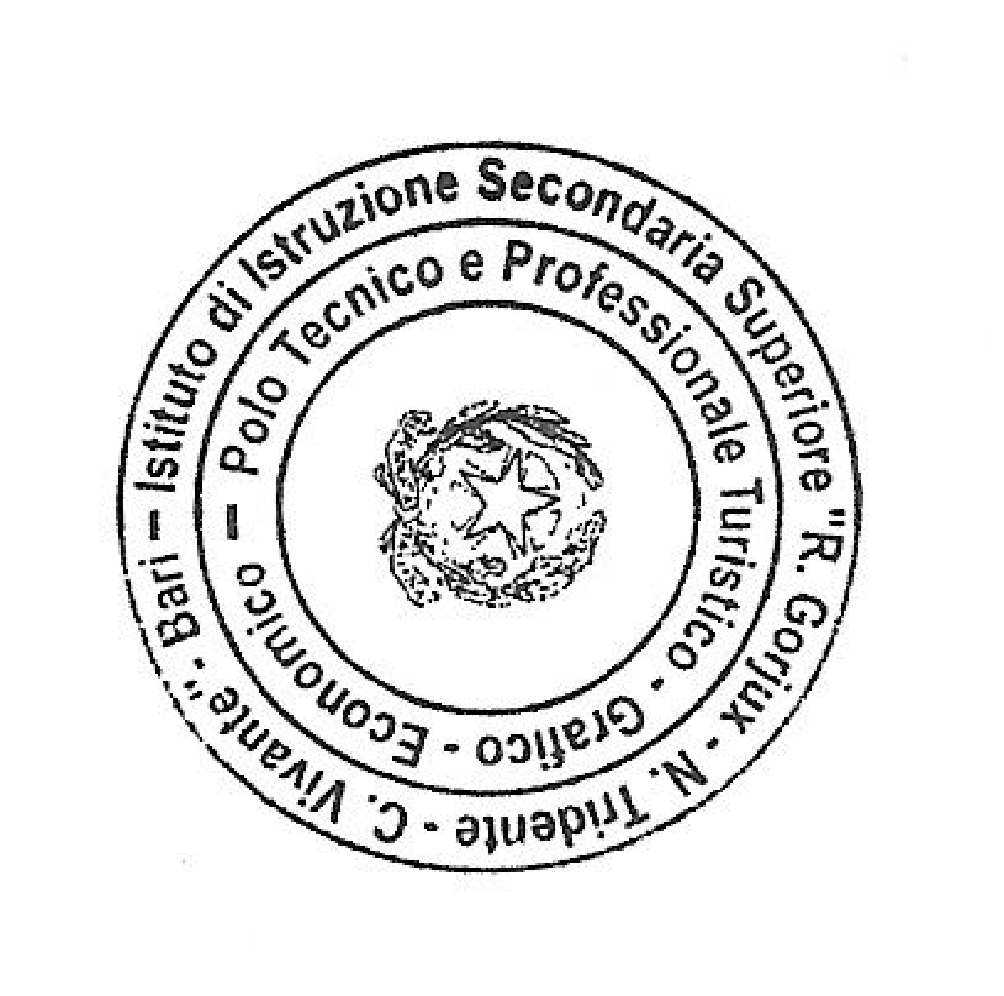 Istituto di Istruzione Secondaria Superiore "R. Gorjux - N. Tridente - C. Vivante". Bari –
Polo Tecnico e Professionale Turistico - Grafico - Economico –